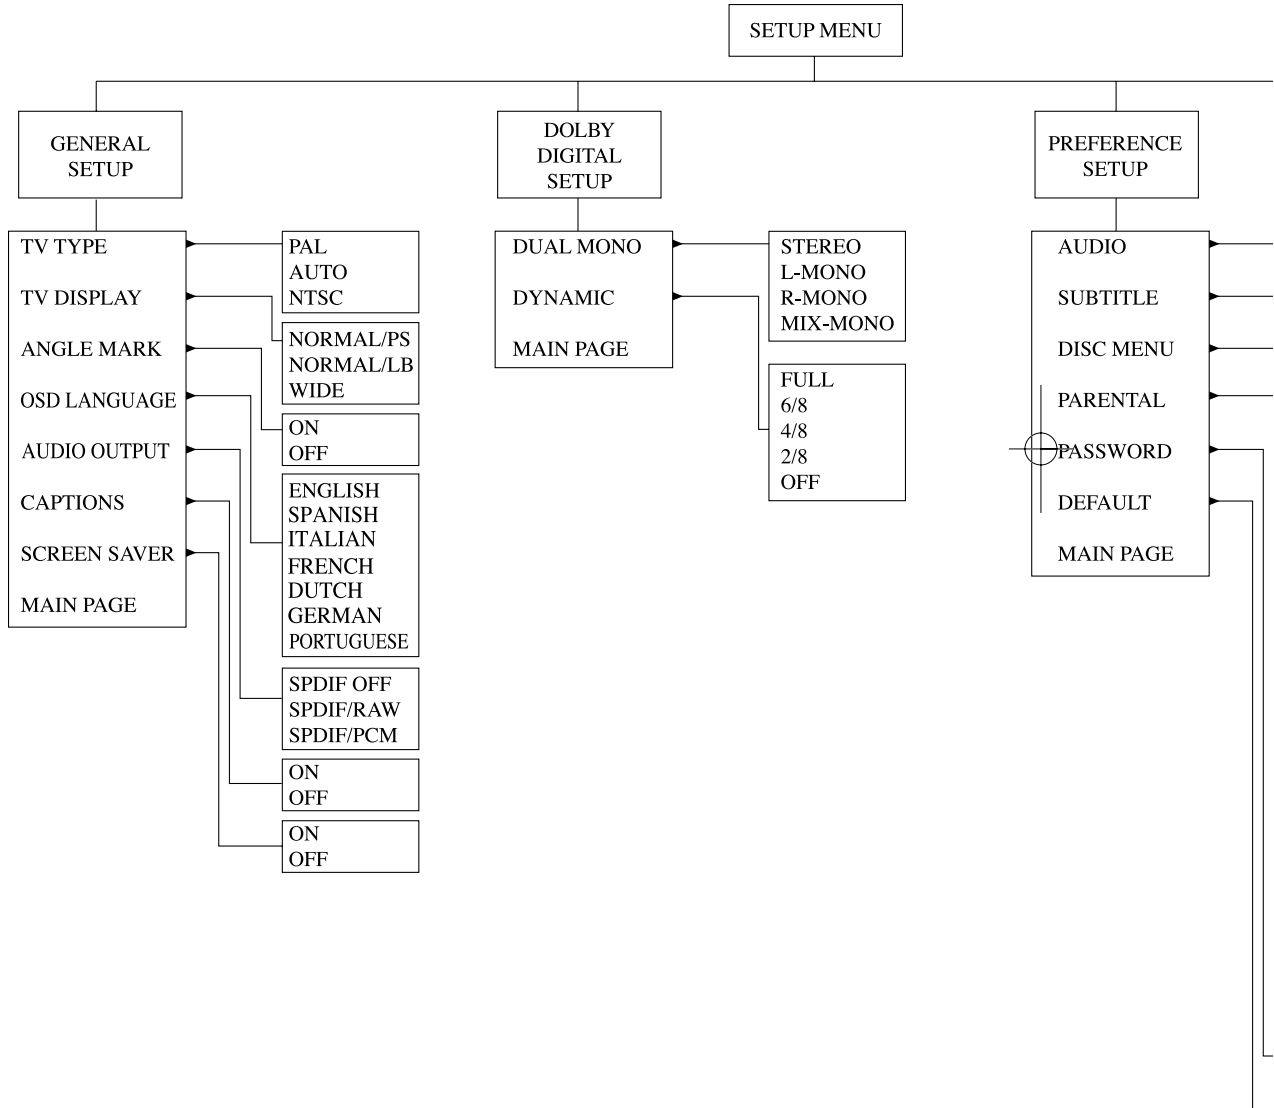 SETUP MENU
GENERAL
SETUP
DOLBY
DIGITAL
SETUP
PREFERENCE
SETUP
TV TYPE
TV DISPLAY
ANGLE MARK
OSD LANGUAGE
AUDIO OUTPUT
CAPTIONS
SCREEN SAVER
MAIN PAGE
PAL
AUTO
NTSC
NORMAL/PS
NORMAL/LB
WIDE
ON
OFF
ENGLISH
SPANISH
ITALIAN
FRENCH
DUTCH
GERMAN
PORTUGUESE
SPDIF OFF
SPDIF/RAW
SPDIF/PCM
ON
OFF
ON
OFF
DUAL MONO
DYNAMIC
MAIN PAGE
STEREO
L-MONO
R-MONO
MIX-MONO
FULL
6/8
4/8
2/8
OFF
AUDIO
SUBTITLE
DISC MENU
PARENTAL
PASSWORD
DEFAULT
MAIN PAGE